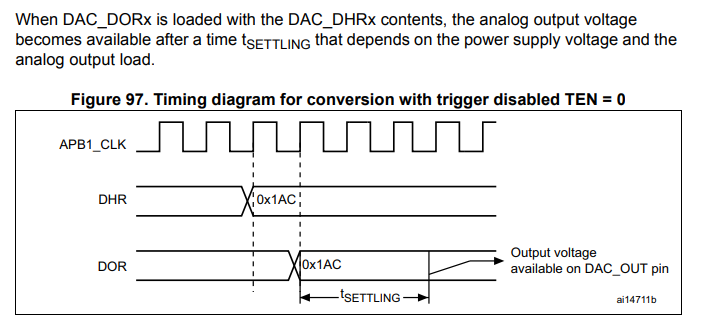 When DAC_DORx is loaded with the DAC_DHRx contents, the analog output voltage
becomes available after a time tSETTLING that depends on the power supply voltage and the
analog output load.
Figure 97. Timing diagram for conversion with trigger disabled TEN = 0
APB1_CLK
DHR
0x1AC
DOR
0x1AC
Output voltage
available on DAC_OUT pin
tSETTLING
ai14711b